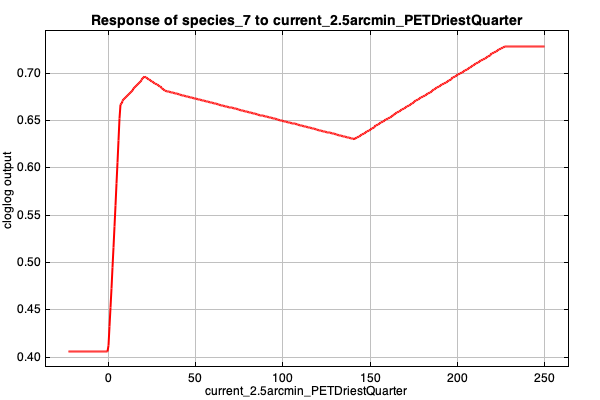 Response of species_7 to current_2.5arcmin_PETDriestQuarter
cloglog output
0.70
0.65
0.60
0.55
0.50
0.45
0.40
0 50 100 150 200 250
current_2.5arcmin_PETDriestQuarter